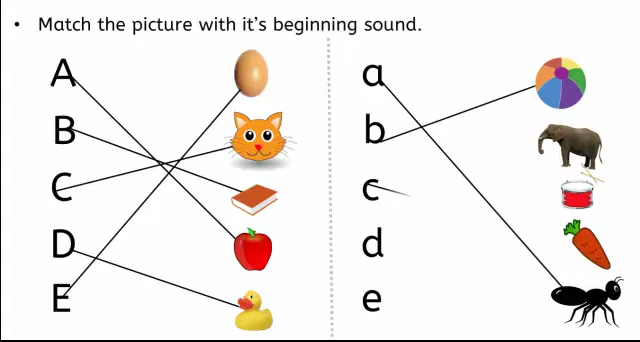 • Match the picture with it’s beginning sound.
A a
B b
C c
D d
E e